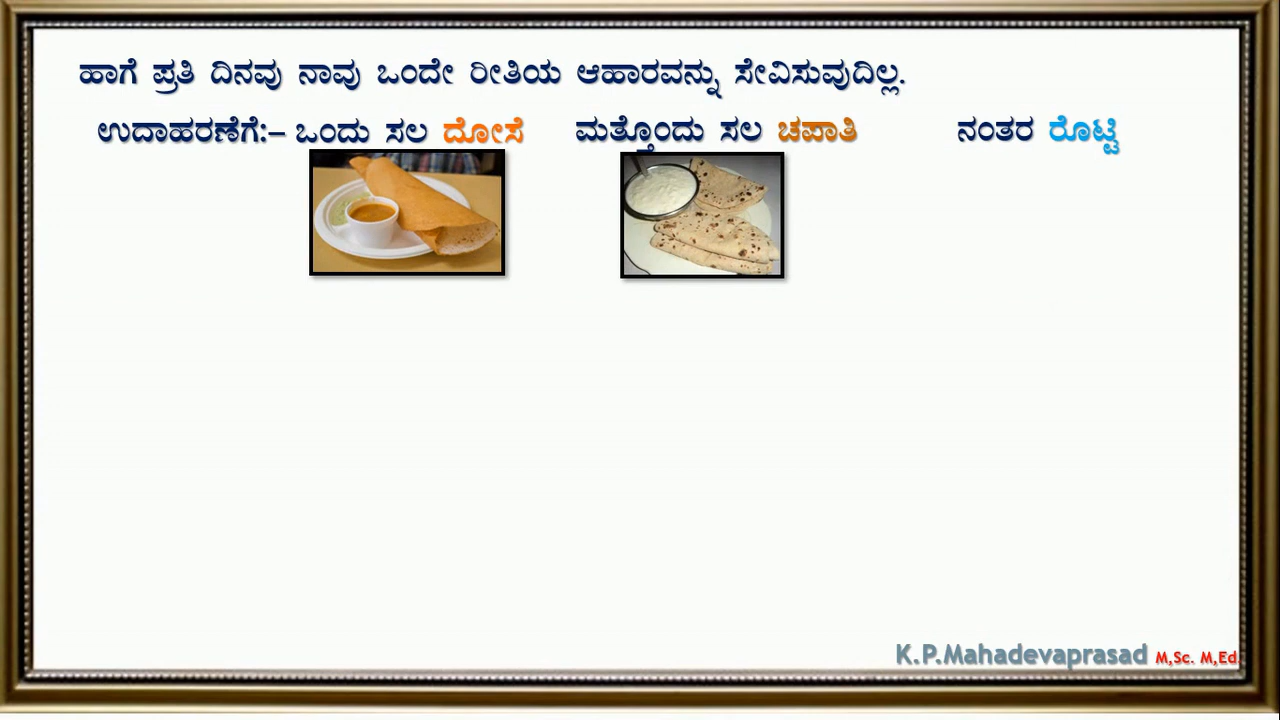 ಹಾಗೆ ಪ್ರತಿ ದಿನವು ನಾವು ಒಂದೇ ರೀತಿಯ ಆಹಾರವನ್ನು ಸೇವಿಸುವುದಿಲ್ಲ.
ಉದಾಹರಣೆಗೆ:– ಒಂದು ಸಲ ದೋಸೆ ಮತ್ತೊಂದು ಸಲ ಚಪಾತಿ ನಂತರ ರೊಟ್ಟಿ
K.P.Mahadevaprasad M,Sc. M,Ed.